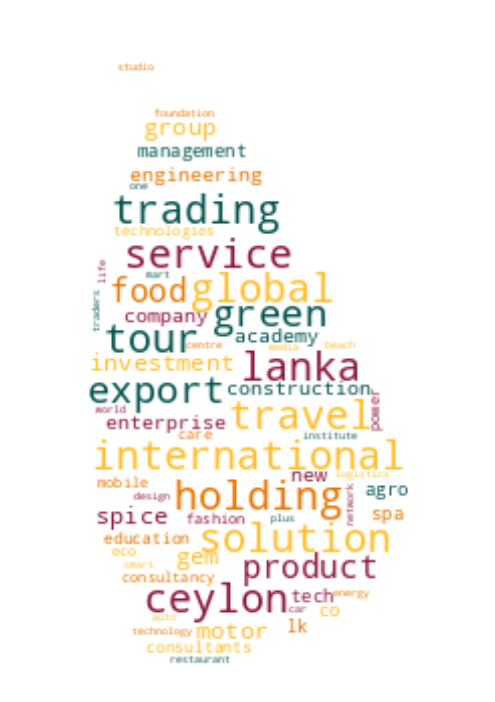 studio
foundation
group
management
engineering
one
trading
technologies
service
life
mart
food global
traders
company green
tour academy
centre media beach
investment lanka
export construction
power
world
enterprise travel
care institute
international
new logistics
mobile
design holding network agro
spice fashion plus spa
education solution
eco gem
smart product
consultancy
ceylon tech energy
car co
auto
technology motor lk
consultants
restaurant